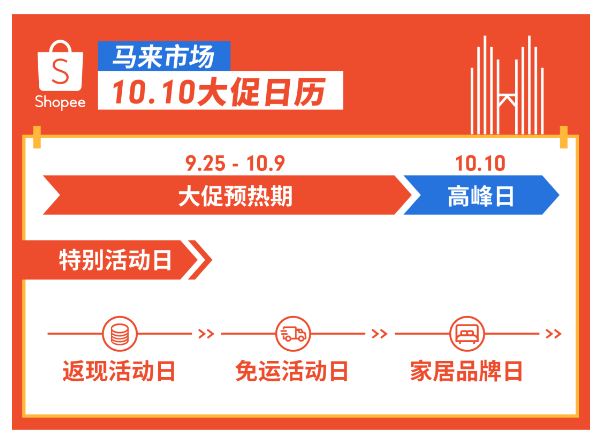 Shopee
马来市场
10.10大促日历
9.25 - 10.9
10.10
大促预热期
高峰日
特别活动日
返现活动日
免运活动日
家居品牌日